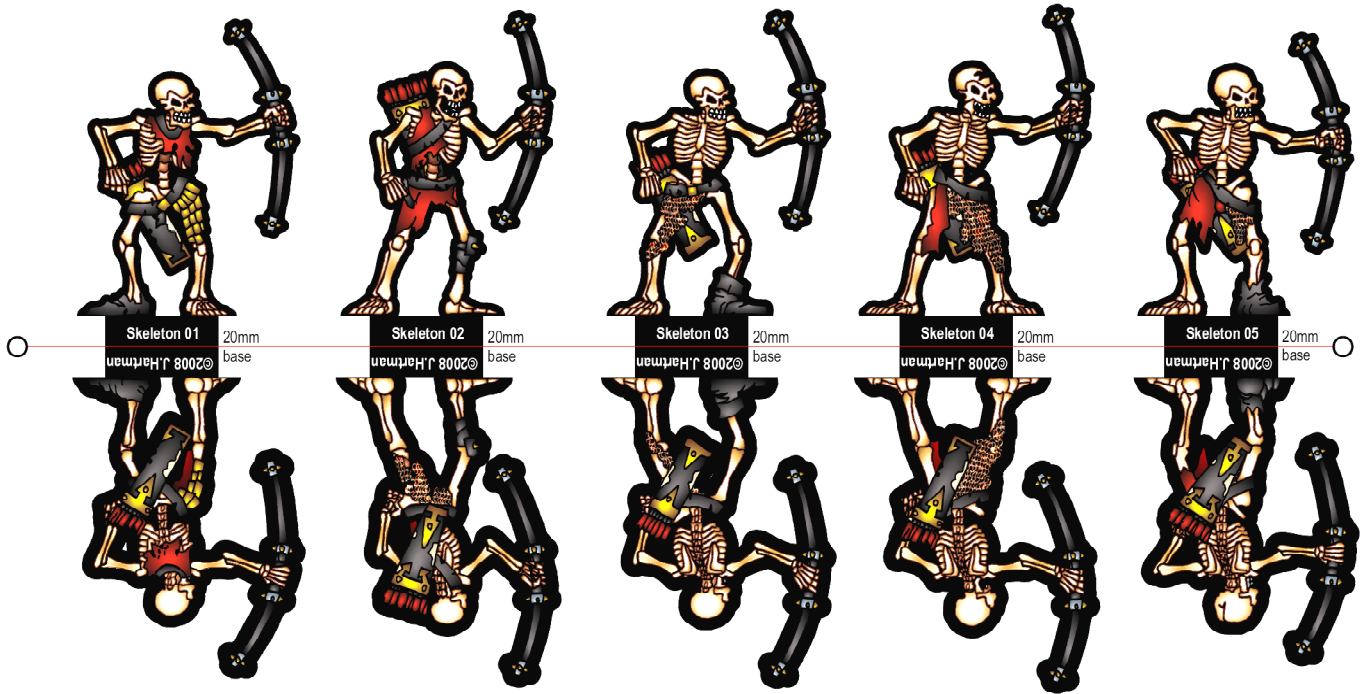 Skeleton 01
20mm
base
©2008 J.Hartman
Skeleton 02
20mm
base
©2008 J.Hartman
Skeleton 03
20mm
base
©2008 J.Hartman
Skeleton 04
20mm
base
©2008 J.Hartman
Skeleton 05
20mm
base
©2008 J.Hartman